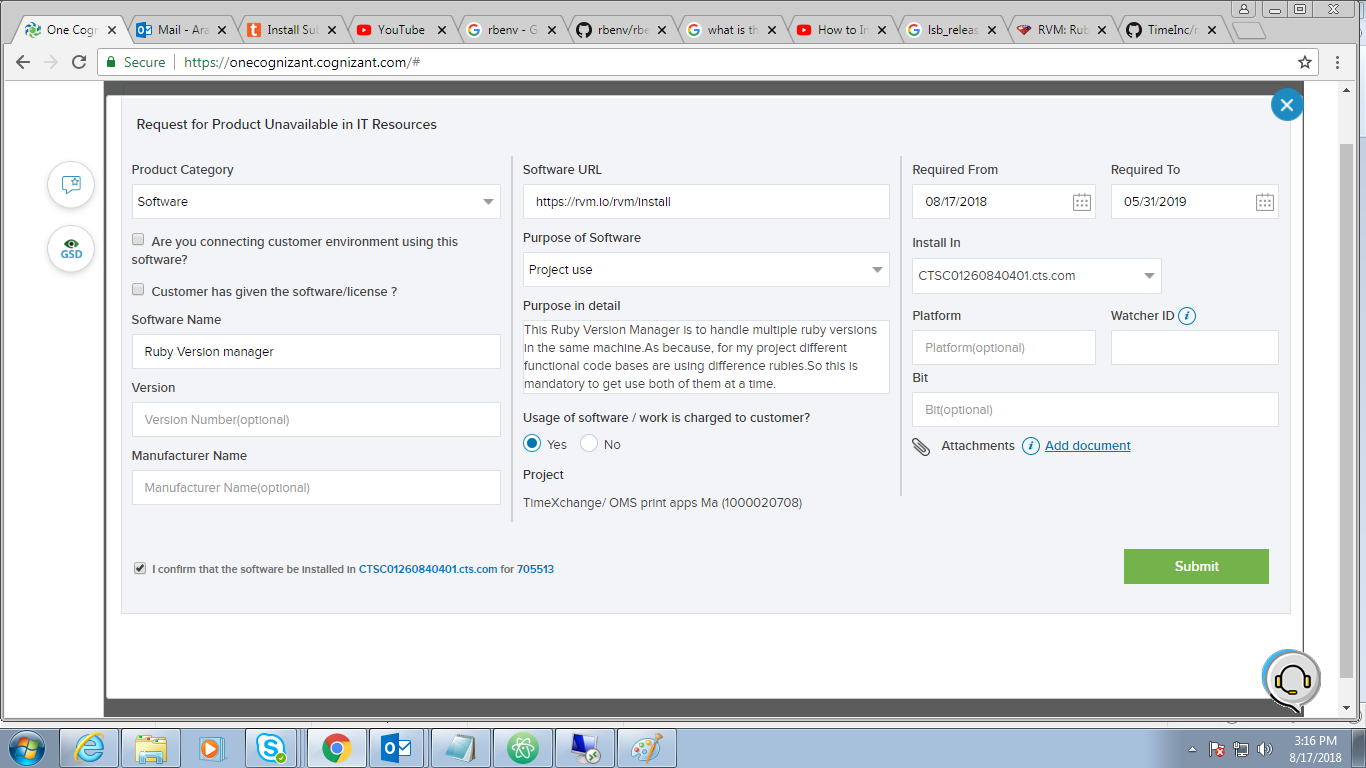 One Cogn
Mail - Ara
Install Sul
YouTube
rbenv - G
rbenv/rbe
what is th
How to In
lsb_releas
RVM: Rub
TimeInc/r
Secure
https://onecognizant.cognizant.com/#
Request for Product Unavailable in IT Resources
Product Category
Software
Are you connecting customer environment using this
software?
Customer has given the software/license ?
Software Name
Ruby Version manager
Version
Version Number(optional)
Manufacturer Name
Manufacturer Name(optional)
Software URL
https://rvm.io/rvm/install
Purpose of Software
Project use
Purpose in detail
This Ruby Version Manager is to handle multiple ruby versions
in the same machine.As because, for my project different
functional code bases are using difference rubies.So this is
mandatory to get use both of them at a time.
Usage of software / work is charged to customer?
Yes
No
Project
TimeXchange/ OMS print apps Ma (1000020708)
Required From
Required To
08/17/2018
05/31/2019
Install In
CTSC01260840401.cts.com
Platform
Watcher ID
i
Platform(optional)
Bit
Bit(optional)
Attachments
i
Add document
I confirm that the software be installed in CTSC01260840401.cts.com for 705513
Submit
GSD
3:16 PM
8/17/2018